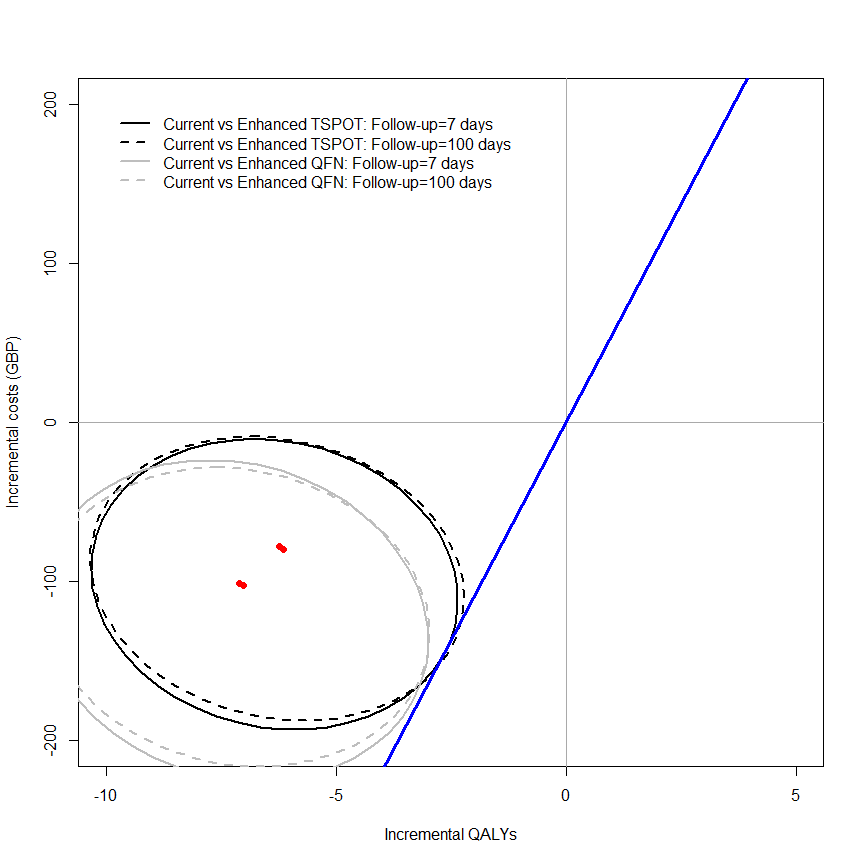 Current vs Enhanced TSPOT: Follow-up=7 days
Current vs Enhanced TSPOT: Follow-up=100 days
Current vs Enhanced QFN: Follow-up=7 days
Current vs Enhanced QFN: Follow-up=100 days
Incremental costs (GBP)
200
100
0
-100
-200
-10
-5
0
5
Incremental QALYs